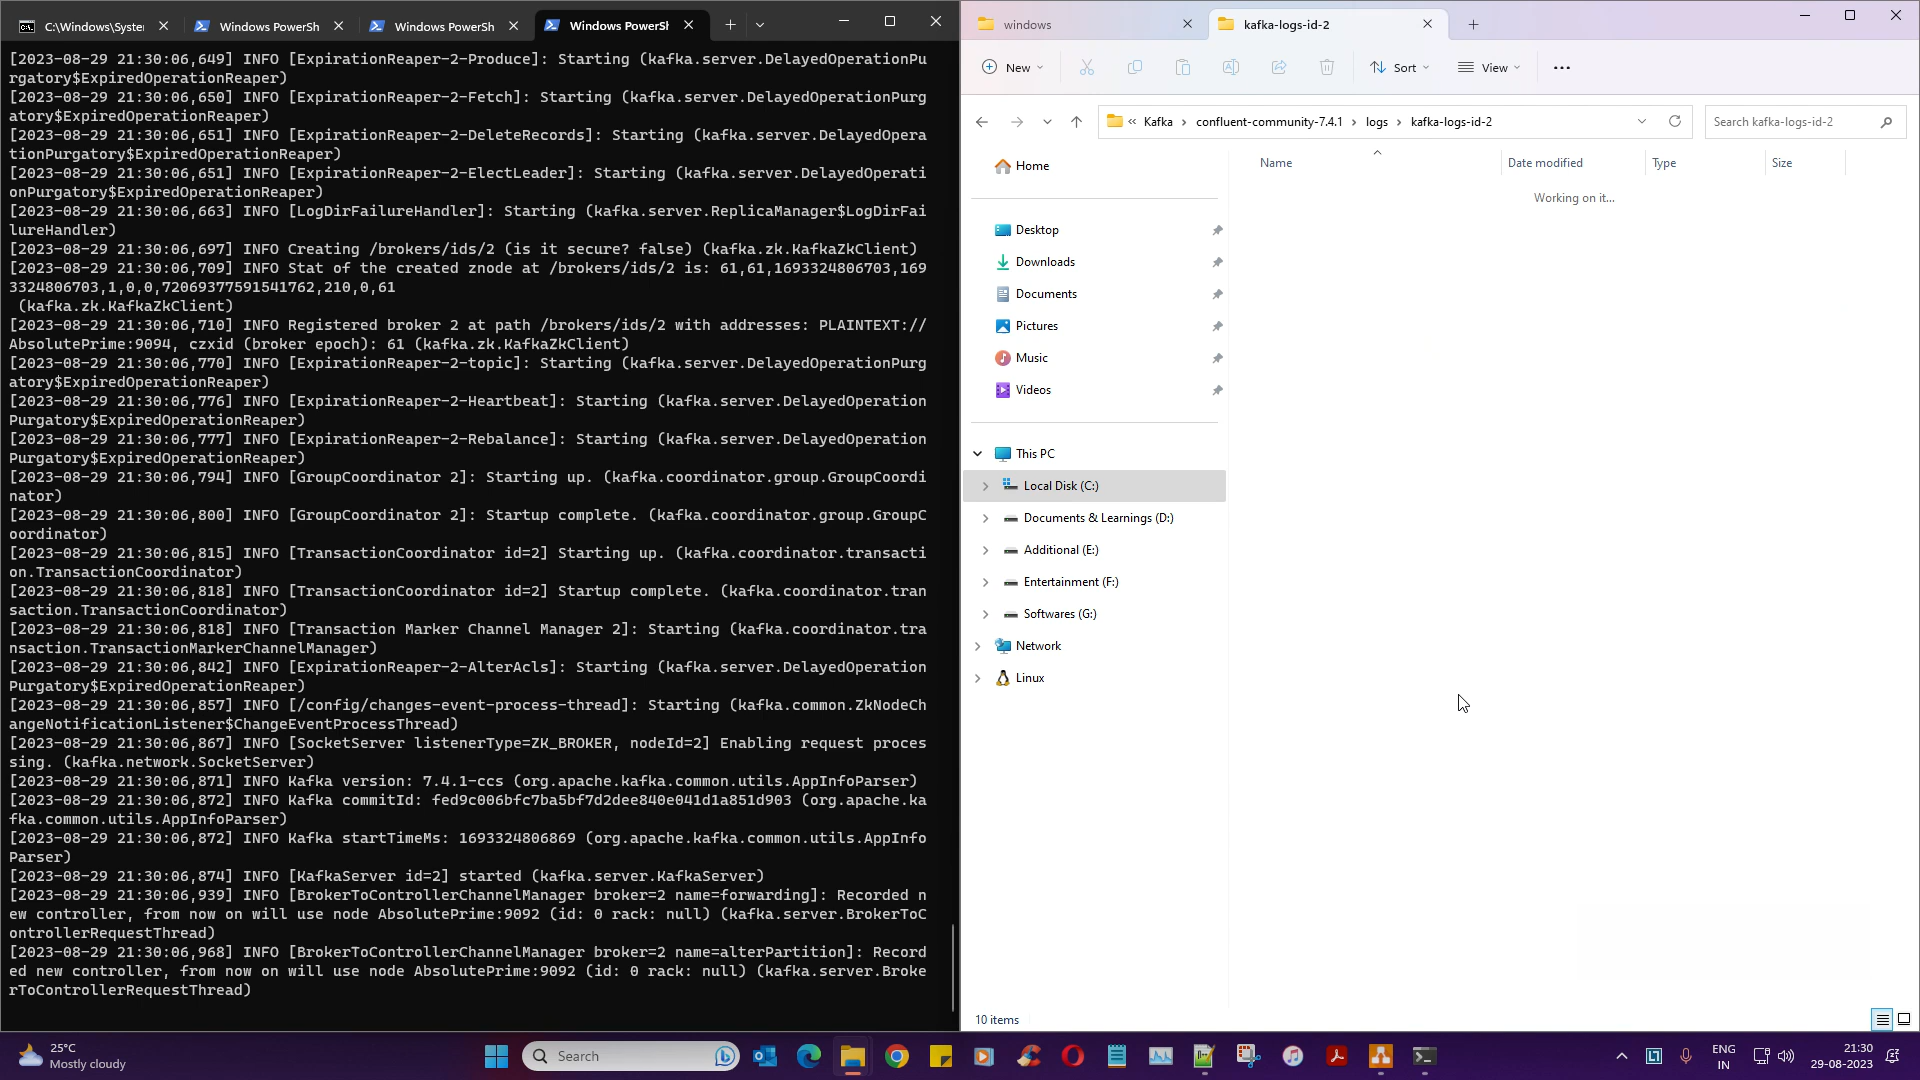 C:\Windows\Syster
Windows PowerSh
Windows PowerSh
Windows PowerSh
[2023-08-29 21:30:06,649] INFO [ExpirationReaper-2-Produce]: Starting (kafka.server.DelayedOperationPu
rgatory$ExpiredOperationReaper)
[2023-08-29 21:30:06,650] INFO [ExpirationReaper-2-Fetch]: Starting (kafka.server.DelayedOperationPurg
atory$ExpiredOperationReaper)
[2023-08-29 21:30:06,651] INFO [ExpirationReaper-2-DeleteRecords]: Starting (kafka.server.DelayedOpera
tionPurgatory$ExpiredOperationReaper)
[2023-08-29 21:30:06,651] INFO [ExpirationReaper-2-ElectLeader]: Starting (kafka.server.DelayedOperati
onPurgatory$ExpiredOperationReaper)
[2023-08-29 21:30:06,663] INFO [LogDirFailureHandler]: Starting (kafka.server.ReplicaManager$LogDirFai
lureHandler)
[2023-08-29 21:30:06,697] INFO Creating /brokers/ids/2 (is it secure? false) (kafka.zk.KafkaZkClient)
[2023-08-29 21:30:06,709] INFO Stat of the created znode at /brokers/ids/2 is: 61,61,1693324806703,169
3324806703,1,0,0,72069377591541762,210,0,61
(kafka.zk.KafkaZkClient)
[2023-08-29 21:30:06,710] INFO Registered broker 2 at path /brokers/ids/2 with addresses: PLAINTEXT://
AbsolutePrime:9094, czxid (broker epoch): 61 (kafka.zk.KafkaZkClient)
[2023-08-29 21:30:06,770] INFO [ExpirationReaper-2-topic]: Starting (kafka.server.DelayedOperationPurg
atory$ExpiredOperationReaper)
[2023-08-29 21:30:06,776] INFO [ExpirationReaper-2-Heartbeat]: Starting (kafka.server.DelayedOperation
Purgatory$ExpiredOperationReaper)
[2023-08-29 21:30:06,777] INFO [ExpirationReaper-2-Rebalance]: Starting (kafka.server.DelayedOperation
Purgatory$ExpiredOperationReaper)
[2023-08-29 21:30:06,794] INFO [GroupCoordinator 2]: Starting up. (kafka.coordinator.group.GroupCoordi
nator)
[2023-08-29 21:30:06,800] INFO [GroupCoordinator 2]: Startup complete. (kafka.coordinator.group.GroupC
oordinator)
[2023-08-29 21:30:06,815] INFO [TransactionCoordinator id=2] Starting up. (kafka.coordinator.transacti
on.TransactionCoordinator)
[2023-08-29 21:30:06,818] INFO [TransactionCoordinator id=2] Startup complete. (kafka.coordinator.tran
saction.TransactionCoordinator)
[2023-08-29 21:30:06,818] INFO [Transaction Marker Channel Manager 2]: Starting (kafka.coordinator.tra
nsaction.TransactionMarkerChannelManager)
[2023-08-29 21:30:06,842] INFO [ExpirationReaper-2-AlterAcls]: Starting (kafka.server.DelayedOperation
Purgatory$ExpiredOperationReaper)
[2023-08-29 21:30:06,857] INFO [/config/changes-event-process-thread]: Starting (kafka.common.ZkNodeCh
angeNotificationListener$ChangeEventProcessThread)
[2023-08-29 21:30:06,867] INFO [SocketServer listenerType=ZK_BROKER, nodeId=2] Enabling request proces
sing. (kafka.network.SocketServer)
[2023-08-29 21:30:06,871] INFO Kafka version: 7.4.1-ccs (org.apache.kafka.common.utils.AppInfoParser)
[2023-08-29 21:30:06,872] INFO Kafka commitId: fed9c006bfc7ba5bf7d2dee840e041d1a851d903 (org.apache.ka
fka.common.utils.AppInfoParser)
[2023-08-29 21:30:06,872] INFO Kafka startTimeMs: 1693324806869 (org.apache.kafka.common.utils.AppInfo
Parser)
[2023-08-29 21:30:06,874] INFO [KafkaServer id=2] started (kafka.server.KafkaServer)
[2023-08-29 21:30:06,939] INFO [BrokerToControllerChannelManager broker=2 name=forwarding]: Recorded n
ew controller, from now on will use node AbsolutePrime:9092 (id: 0 rack: null) (kafka.server.BrokerToC
ontrollerRequestThread)
[2023-08-29 21:30:06,968] INFO [BrokerToControllerChannelManager broker=2 name=alterPartition]: Record
ed new controller, from now on will use node AbsolutePrime:9092 (id: 0 rack: null) (kafka.server.Broke
rToControllerRequestThread)
windows
kafka-logs-id-2
New
Sort
View
« Kafka > confluent-community-7.4.1 > logs > kafka-logs-id-2
Search kafka-logs-id-2
Name
Date modified
Type
Size
Working on it...
Home
Desktop
Downloads
Documents
Pictures
Music
Videos
This PC
Local Disk (C:)
Documents & Learnings (D:)
Additional (E:)
Entertainment (F:)
Softwares (G:)
Network
Linux
10 items
25°C
Mostly cloudy
Search
ENG
IN
21:30
29-08-2023